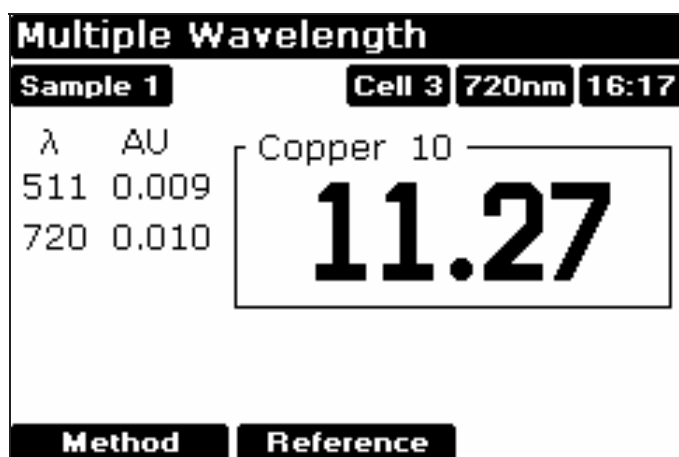 Multiple Wavelength
Sample 1 Cell 3 720nm 16:17
λ AU
Copper 10
511 0.009
720 0.010
11.27
Method Reference